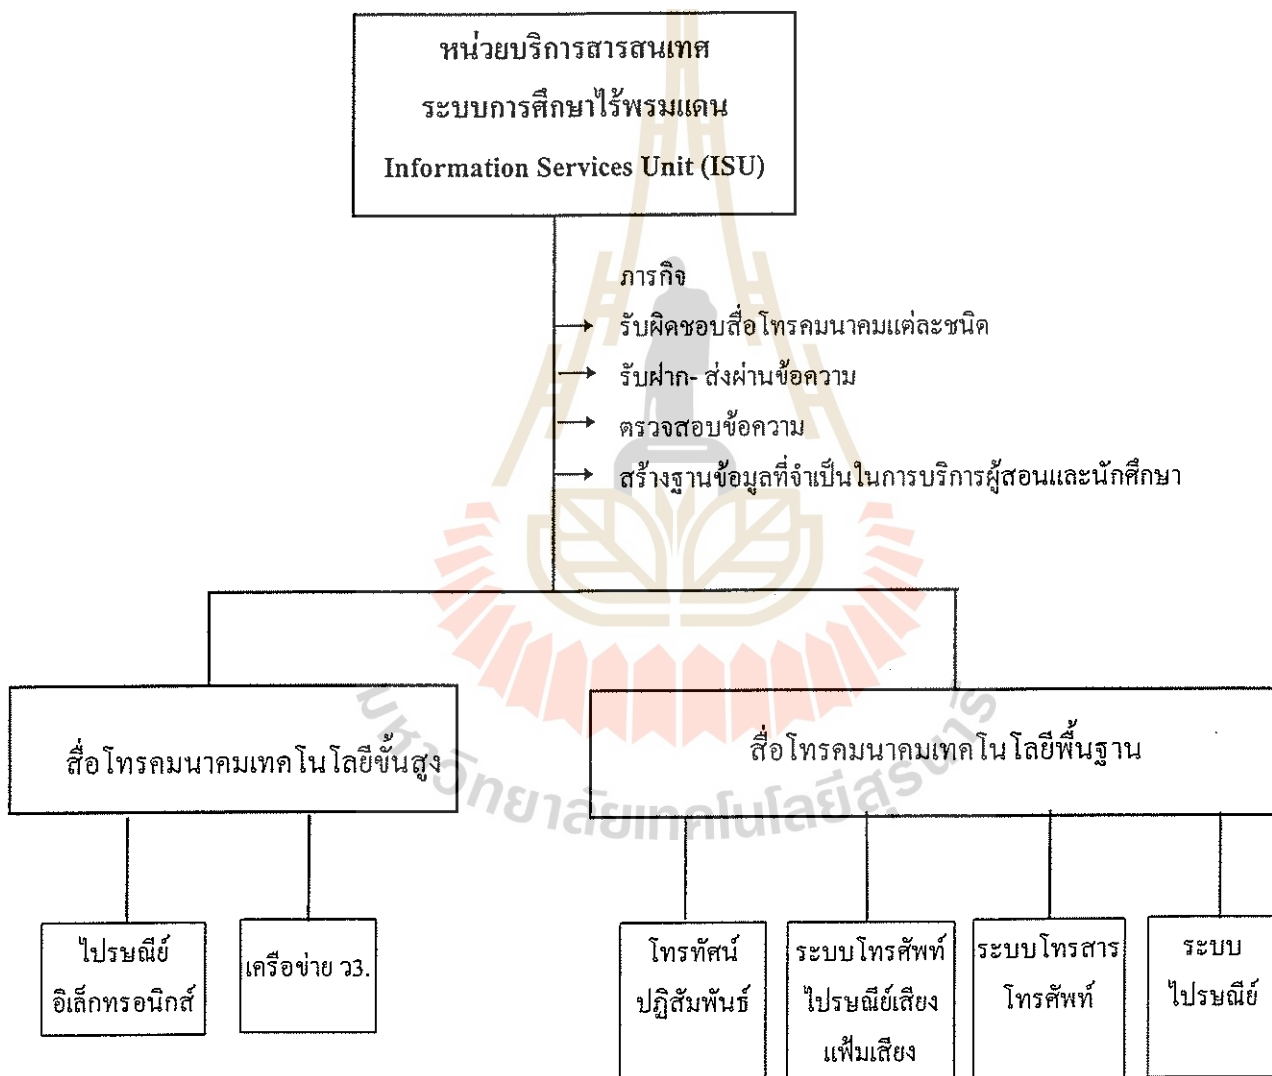 หน่วยบริการสารสนเทศ
ระบบการศึกษาไร้พรมแดน
Information Services Unit (ISU)
ภารกิจ
รับผิดชอบสื่อโทรคมนาคมแต่ละชนิด
รับฝาก- ส่งผ่านข้อความ
ตรวจสอบข้อความ
สร้างฐานข้อมูลที่จำเป็นในการบริการผู้สอนและนักศึกษา
สื่อโทรคมนาคมเทคโนโลยีขั้นสูง
สื่อโทรคมนาคมเทคโนโลยีพื้นฐาน
มหาวิทยาลัยเทคโนโลยีสุรนารี
ไปรษณีย์
อิเล็กทรอนิกส์
เครือข่าย ว3.
โทรทัศน์
ปฏิสัมพันธ์
ระบบโทรศัพท์
ไปรษณีย์เสียง
แฟ้มเสียง
ระบบโทรสาร
โทรศัพท์
ระบบ
ไปรษณีย์